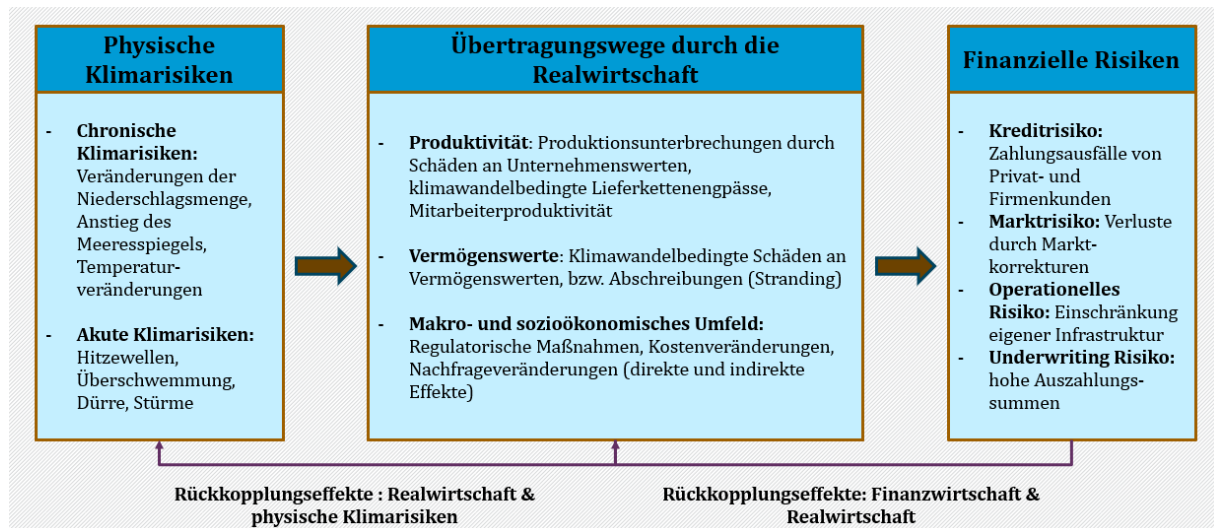 Physische
Klimarisiken
- Chronische
Klimarisiken:
Veränderungen der
Niederschlagsmenge,
Anstieg des
Meeresspiegels,
Temperatur-
veränderungen
- Akute Klimarisiken:
Hitzewellen,
Überschwemmung,
Dürre, Stürme
Übertragungswege durch die
Realwirtschaft
- Produktivität: Produktionsunterbrechungen durch
Schäden an Unternehmenswerten,
klimawandelbedingte Lieferkettenengpässe,
Mitarbeiterproduktivität
- Vermögenswerte: Klimawandelbedingte Schäden an
Vermögenswerten, bzw. Abschreibungen (Stranding)
- Makro- und sozioökonomisches Umfeld:
Regulatorische Maßnahmen, Kostenveränderungen,
Nachfrageveränderungen (direkte und indirekte
Effekte)
Finanzielle Risiken
- Kreditrisiko:
Zahlungsausfälle von
Privat- und
Firmenkunden
- Marktrisiko: Verluste
durch Markt-
korrekturen
- Operationelles
Risiko: Einschränkung
eigener Infrastruktur
- Underwriting Risiko:
hohe Auszahlungs-
summen
Rückkopplungseffekte : Realwirtschaft &
physische Klimarisiken
Rückkopplungseffekte: Finanzwirtschaft &
Realwirtschaft